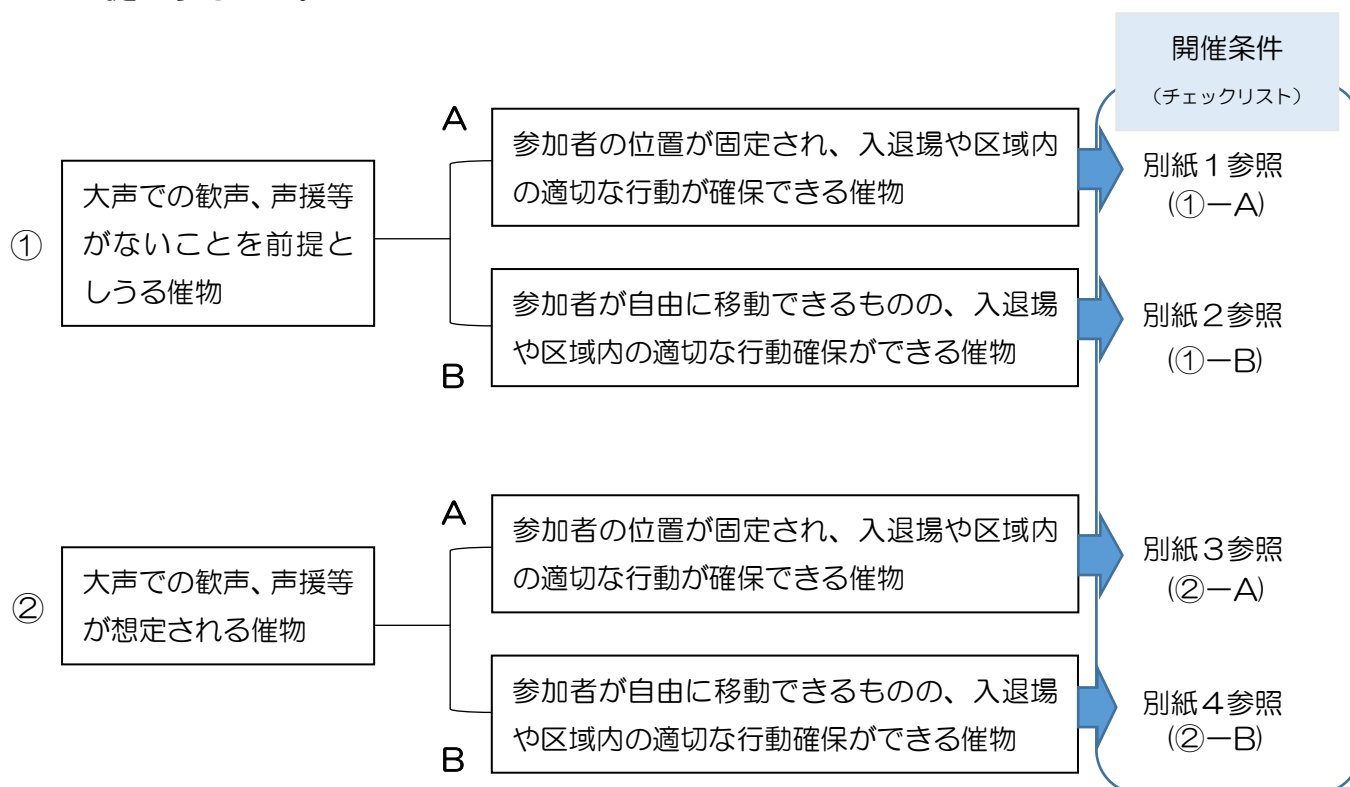 開催条件
（チェックリスト）
①
大声での歓声、声援等
がないことを前提と
しうる催物
A
参加者の位置が固定され、入退場や区域内
の適切な行動が確保できる催物
別紙１参照
(①ーA)
B
参加者が自由に移動できるものの、入退場
や区域内の適切な行動確保ができる催物
別紙２参照
(①ーB)
②
大声での歓声、声援等
が想定される催物
A
参加者の位置が固定され、入退場や区域内
の適切な行動が確保できる催物
別紙３参照
(②ーA)
B
参加者が自由に移動できるものの、入退場
や区域内の適切な行動確保ができる催物
別紙４参照
(②ーB)